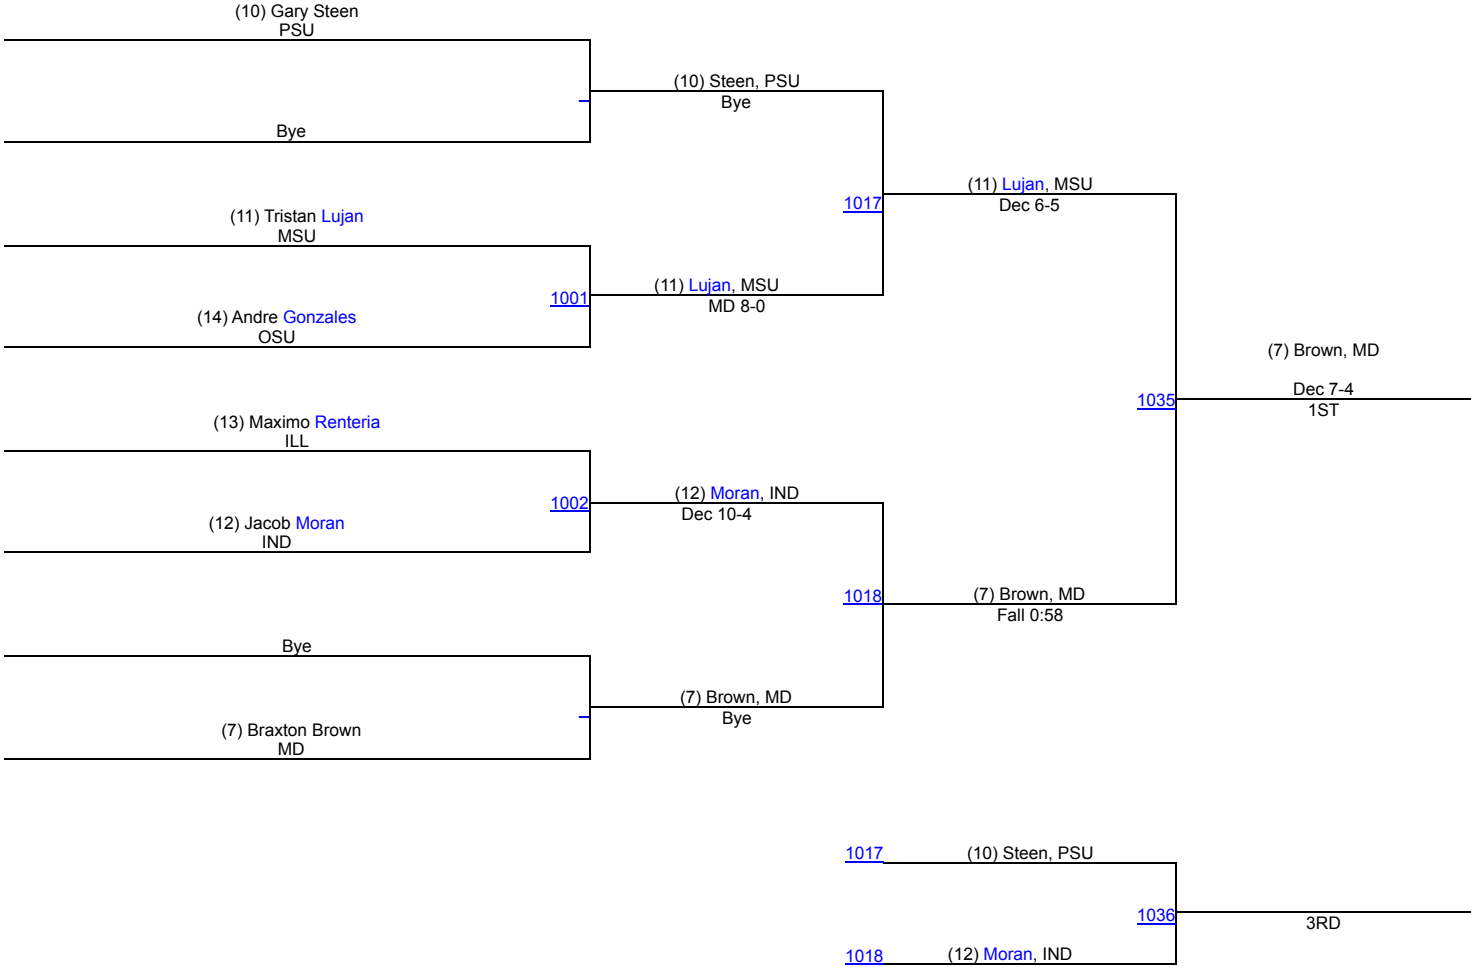 (10) Gary Steen
PSU
(10) Steen, PSU
Bye
Bye
(11) Lujan, MSU
1017
Dec 6-5
(11) Tristan Lujan
MSU
(11) Lujan, MSU
1001
MD 8-0
(14) Andre Gonzales
OSU
(7) Brown, MD
Dec 7-4
1035
1ST
(13) Maximo Renteria
ILL
(12) Moran, IND
1002
Dec 10-4
(12) Jacob Moran
IND
1018
(7) Brown, MD
Fall 0:58
Bye
(7) Brown, MD
Bye
(7) Braxton Brown
MD
1017
(10) Steen, PSU
1036
3RD
1018
(12) Moran, IND